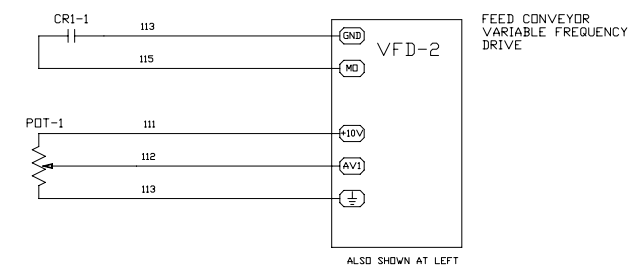 CR1-1
113
GND
VFD-2
FEED CONVEYOR
VARIABLE FREQUENCY
DRIVE
115
MO
POT-1
111
+10V
112
AV1
113
ALSO SHOWN AT LEFT